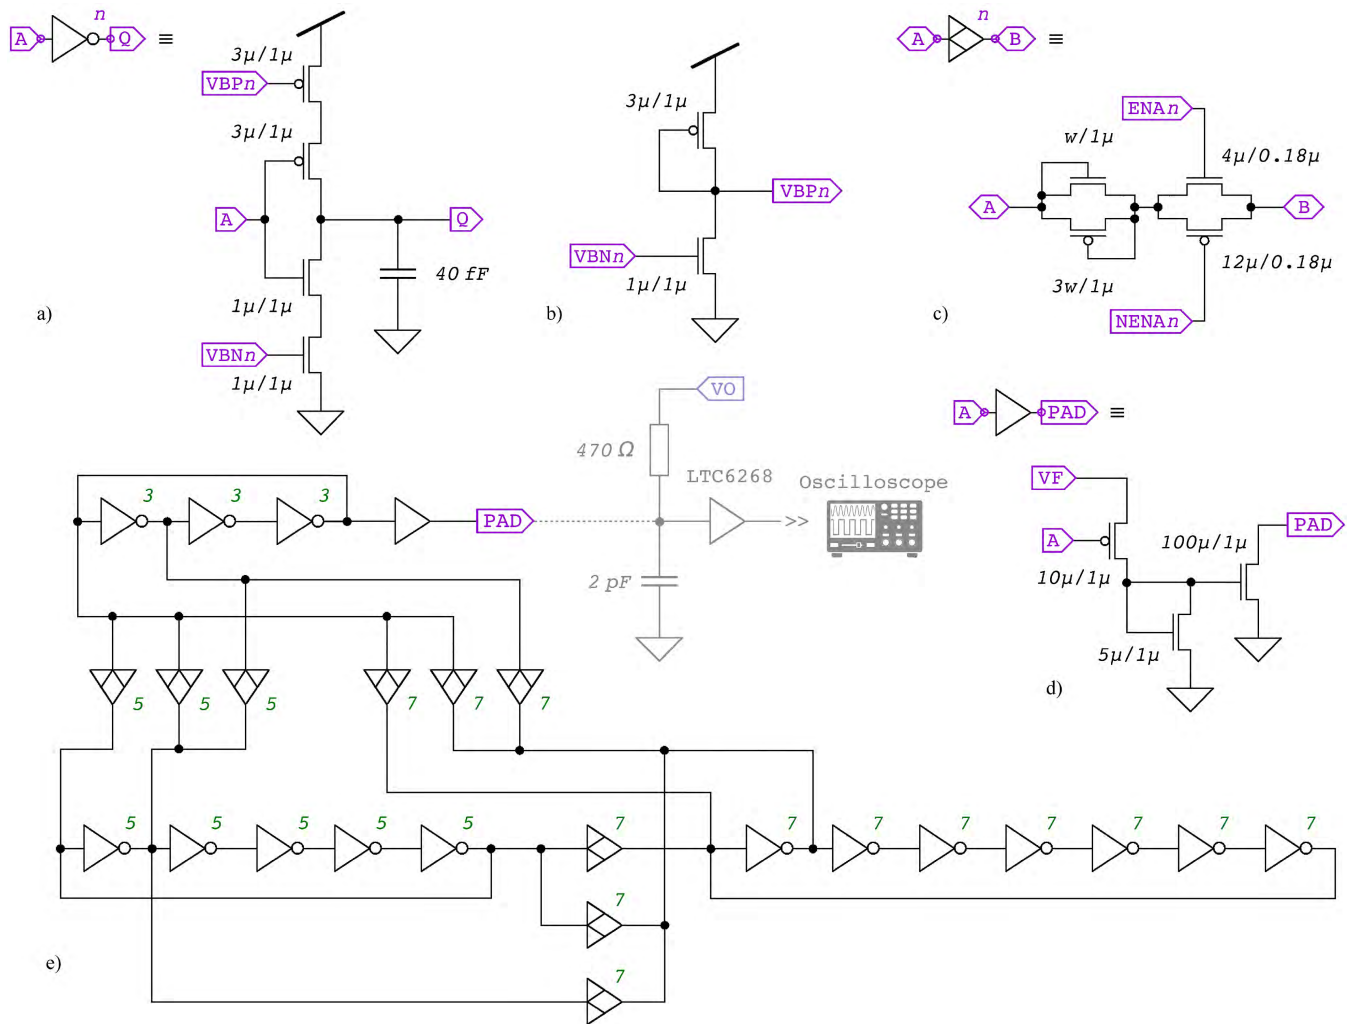 n
A
Q
≡
3µ/1µ
VBPn
3µ/1µ
A
Q
40 fF
1µ/1µ
VBNn
1µ/1µ
a)
3µ/1µ
VBPn
VBNn
1µ/1µ
b)
n
A
B
≡
ENAn
w/1µ
4µ/0.18µ
A
B
3w/1µ
12µ/0.18µ
NENAn
c)
A
PAD
≡
VF
A
10µ/1µ
100µ/1µ
PAD
5µ/1µ
d)
VO
470 Ω
LTC6268
Oscilloscope
3
3
3
PAD
>>
2 pF
5
5
5
7
7
7
5
5
5
5
5
7
7
7
7
7
7
7
7
7
7
e)